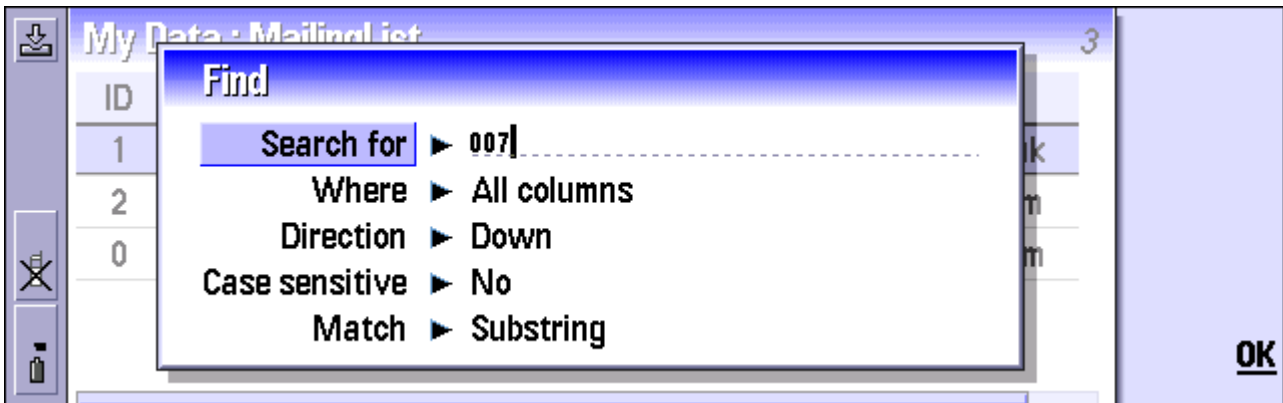 My Data : MailingList 3
ID
Find
Search for 007
1
Where All columns
2
Direction Down
0
Case sensitive No
Match Substring
OK